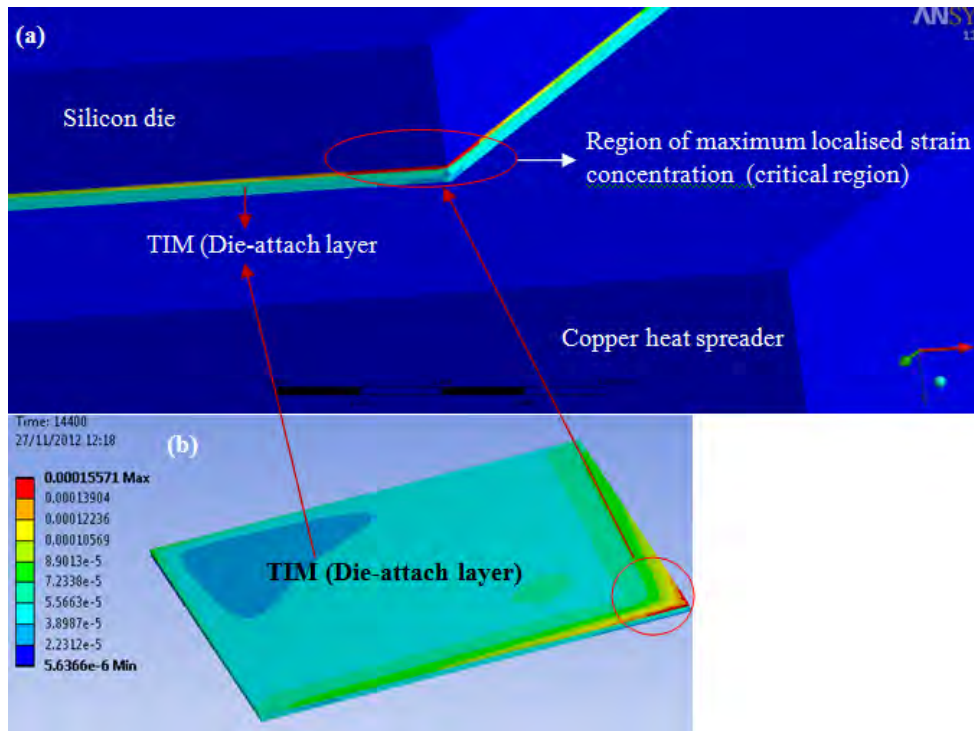 (a)
ANSY
Silicon die
Region of maximum localised strain
concentration (critical region)
TIM (Die-attach layer
Copper heat spreader
Time: 14400
27/11/2012 12:18
(b)
0.00015571 Max
0.00013904
0.00012236
0.00010569
8.9013e-5
7.2338e-5
5.5663e-5
3.8987e-5
2.2312e-5
5.6366e-6 Min
TIM (Die-attach layer)